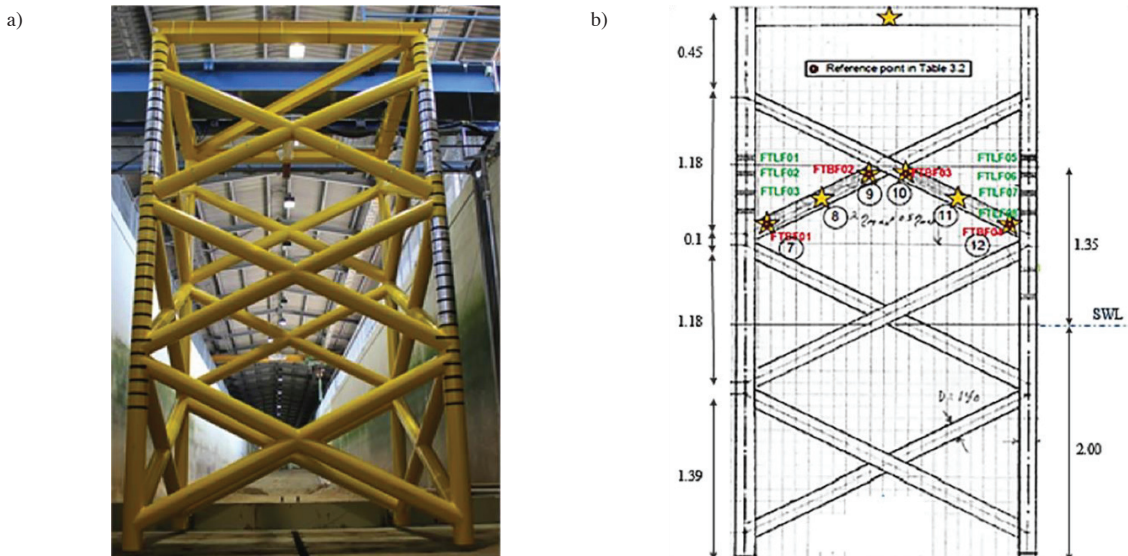 a)
b)
0.45
Reference point in Table 3.2
1.18
FTLF01
FTLF02
FTLF03
FTBF02
FTBF03
FTLF05
FTLF06
FTLF07
9
10
8
11
FTBF01
7
FTBF04
12
0.1
1.35
1.18
SWL
1.39
2.00